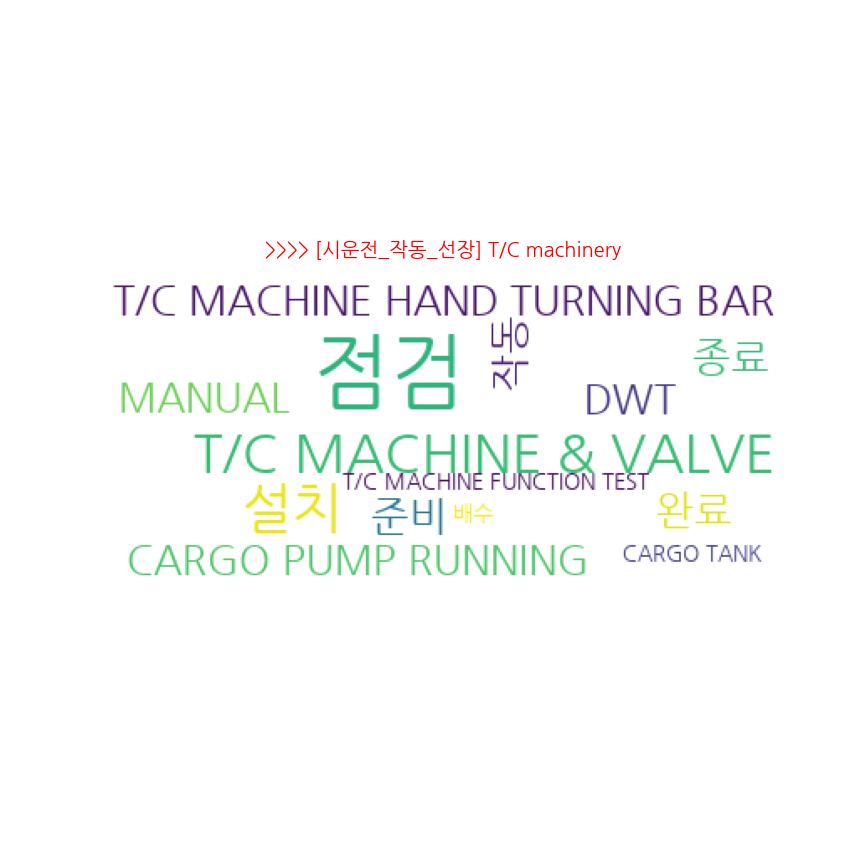 >>>> [시운전_작동_선장] T/C machinery
T/C MACHINE HAND TURNING BAR
점검
작동
종료
MANUAL
DWT
T/C MACHINE & VALVE
T/C MACHINE FUNCTION TEST
설치
준비
배수
완료
CARGO PUMP RUNNING
CARGO TANK